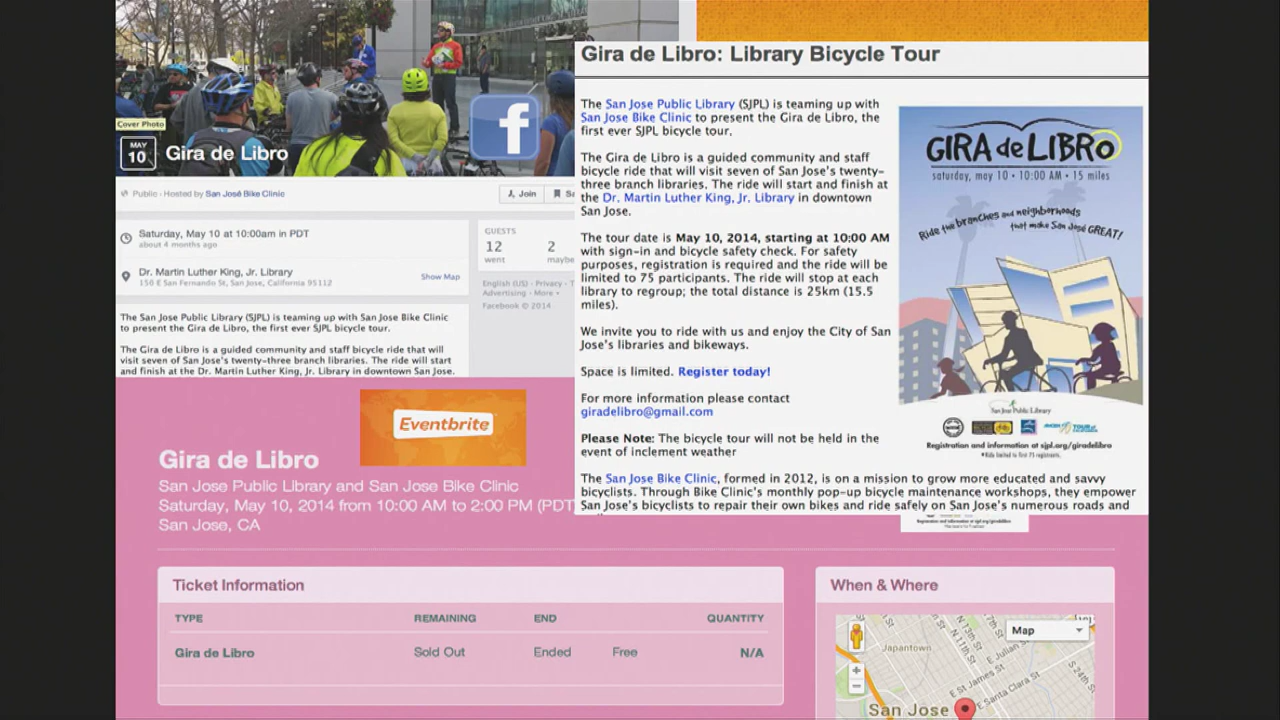 Cover Photo
MAY
10
Gira de Libro
f
Public · Hosted by San José Bike Clinic
Join
Saturday, May 10 at 10:00am in PDT
about 4 months ago
Dr. Martin Luther King, Jr. Library
150 E San Fernando St, San Jose, California 95112
Show Map
GUESTS
12
went
2
maybe
English (US) · Privacy ·
Advertising · More
Facebook © 2014
The San Jose Public Library (SJPL) is teaming up with San Jose Bike Clinic
to present the Gira de Libro, the first ever SJPL bicycle tour.
The Gira de Libro is a guided community and staff bicycle ride that will
visit seven of San Jose's twenty-three branch libraries. The ride will start
and finish at the Dr. Martin Luther King, Jr. Library in downtown San Jose.
Gira de Libro: Library Bicycle Tour
The San Jose Public Library (SJPL) is teaming up with
San Jose Bike Clinic to present the Gira de Libro, the
first ever SJPL bicycle tour.
The Gira de Libro is a guided community and staff
bicycle ride that will visit seven of San Jose's twenty-
three branch libraries. The ride will start and finish at
the Dr. Martin Luther King, Jr. Library in downtown
San Jose.
The tour date is May 10, 2014, starting at 10:00 AM
with sign-in and bicycle safety check. For safety
purposes, registration is required and the ride will be
limited to 75 participants. The ride will stop at each
library to regroup; the total distance is 25km (15.5
miles).
We invite you to ride with us and enjoy the City of San
Jose's libraries and bikeways.
Space is limited. Register today!
For more information please contact
giradelibro@gmail.com
Please Note: The bicycle tour will not be held in the
event of inclement weather
The San Jose Bike Clinic, formed in 2012, is on a mission to grow more educated and savvy
bicyclists. Through Bike Clinic's monthly pop-up bicycle maintenance workshops, they empower
San Jose's bicyclists to repair their own bikes and ride safely on San Jose's numerous roads and
GIRA de LIBRO
saturday, may 10 • 10:00 AM • 15 miles
Ride the branches and neighborhoods
that make San José GREAT!
San José Public Library
Registration and information at sjpl.org/giradelibro
Ride limited to first 75 registrants.
Eventbrite
Gira de Libro
San Jose Public Library and San Jose Bike Clinic
Saturday, May 10, 2014 from 10:00 AM to 2:00 PM (PDT
San Jose, CA
Ticket Information
TYPE REMAINING END QUANTITY
Gira de Libro Sold Out Ended Free N/A
When & Where
Map
Japantown
N 13th St
N 11th St
E Julian St
E St James St
E Santa Clara St
S 24th St
San Jose